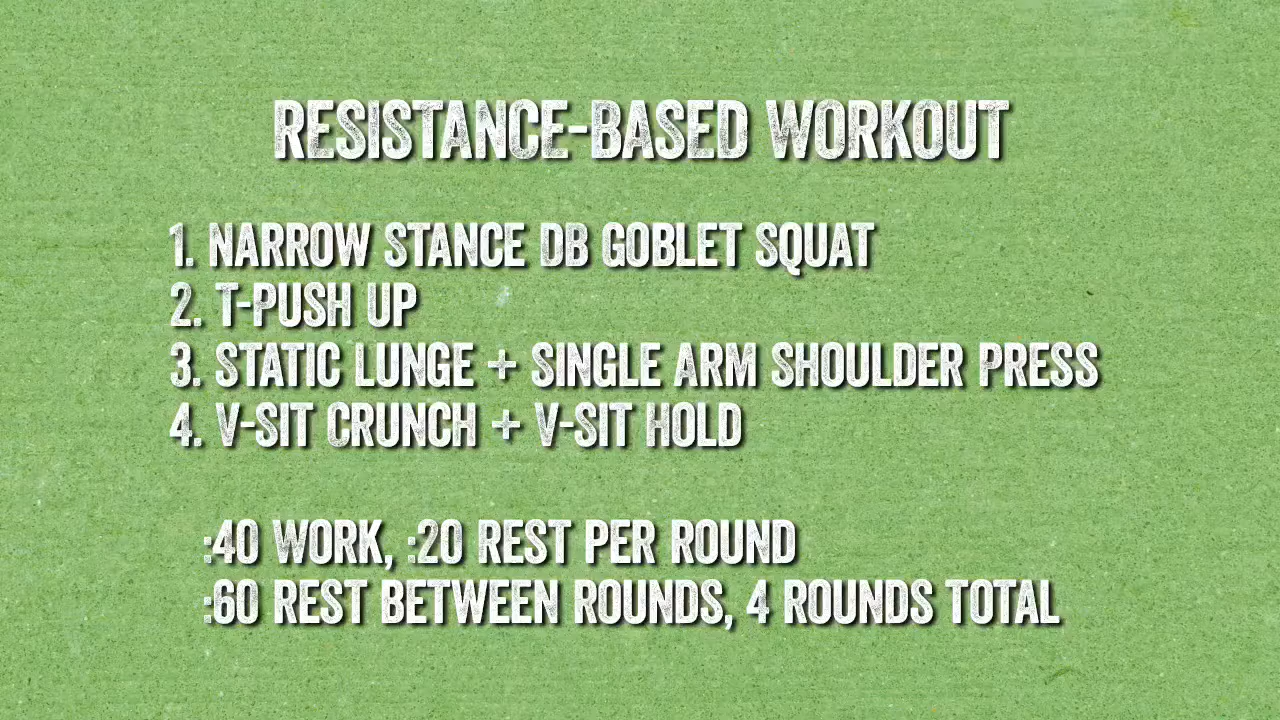 RESISTANCE-BASED WORKOUT
1. NARROW STANCE DB GOBLET SQUAT
2. T-PUSH UP
3. STATIC LUNGE + SINGLE ARM SHOULDER PRESS
4. V-SIT CRUNCH + V-SIT HOLD
:40 WORK, :20 REST PER ROUND
:60 REST BETWEEN ROUNDS, 4 ROUNDS TOTAL